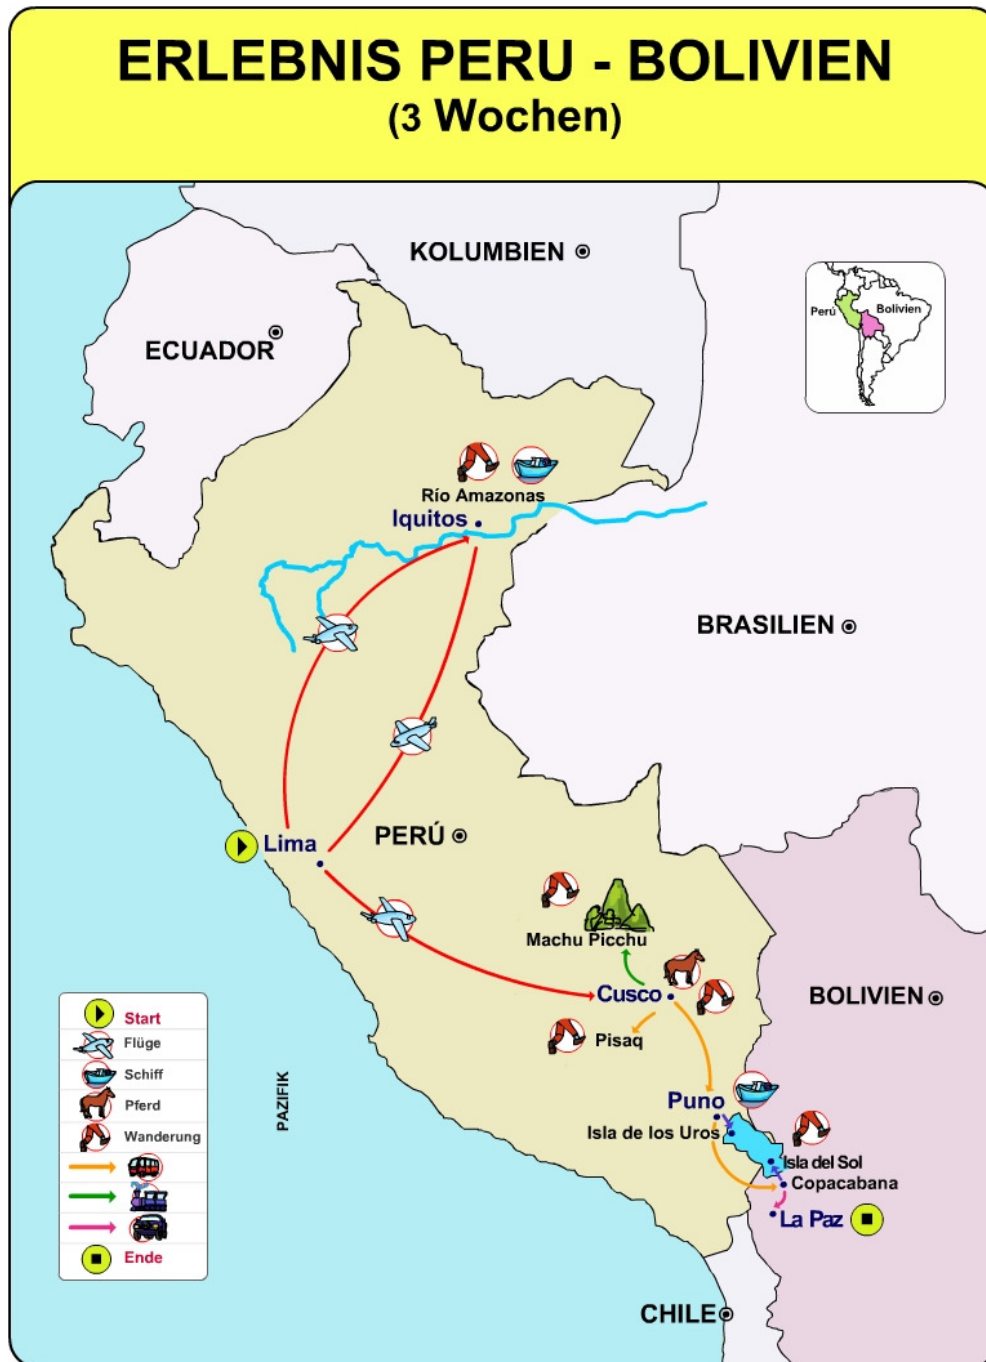 ERLEBNIS PERU - BOLIVIEN
(3 Wochen)
KOLUMBIEN
ECUADOR
Perú
Bolivien
Río Amazonas
Iquitos
BRASILIEN
Lima
PERÚ
Machu Picchu
Cusco
BOLIVIEN
Pisaq
Puno
Isla de los Uros
Isla del Sol
Copacabana
La Paz
CHILE
PAZIFIK
Start
Flüge
Schiff
Pferd
Wanderung
Ende